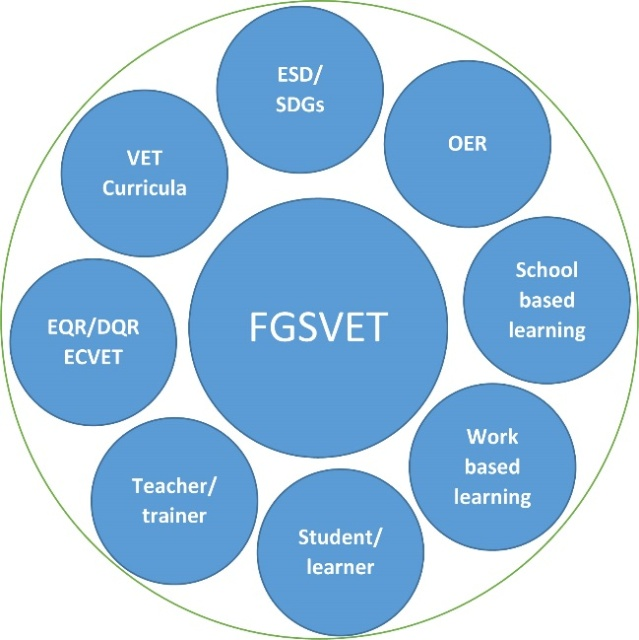 ESD/
SDGs
OER
School
based
learning
Work
based
learning
Student/
learner
Teacher/
trainer
EQR/DQR
ECVET
VET
Curricula
FGSVET